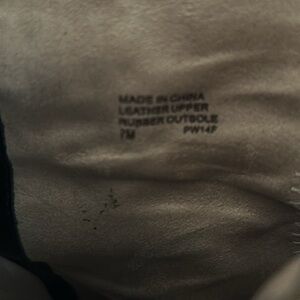 MADE IN CHINA
LEATHER UPPER
RUBBER OUTSOLE
7M PW14F